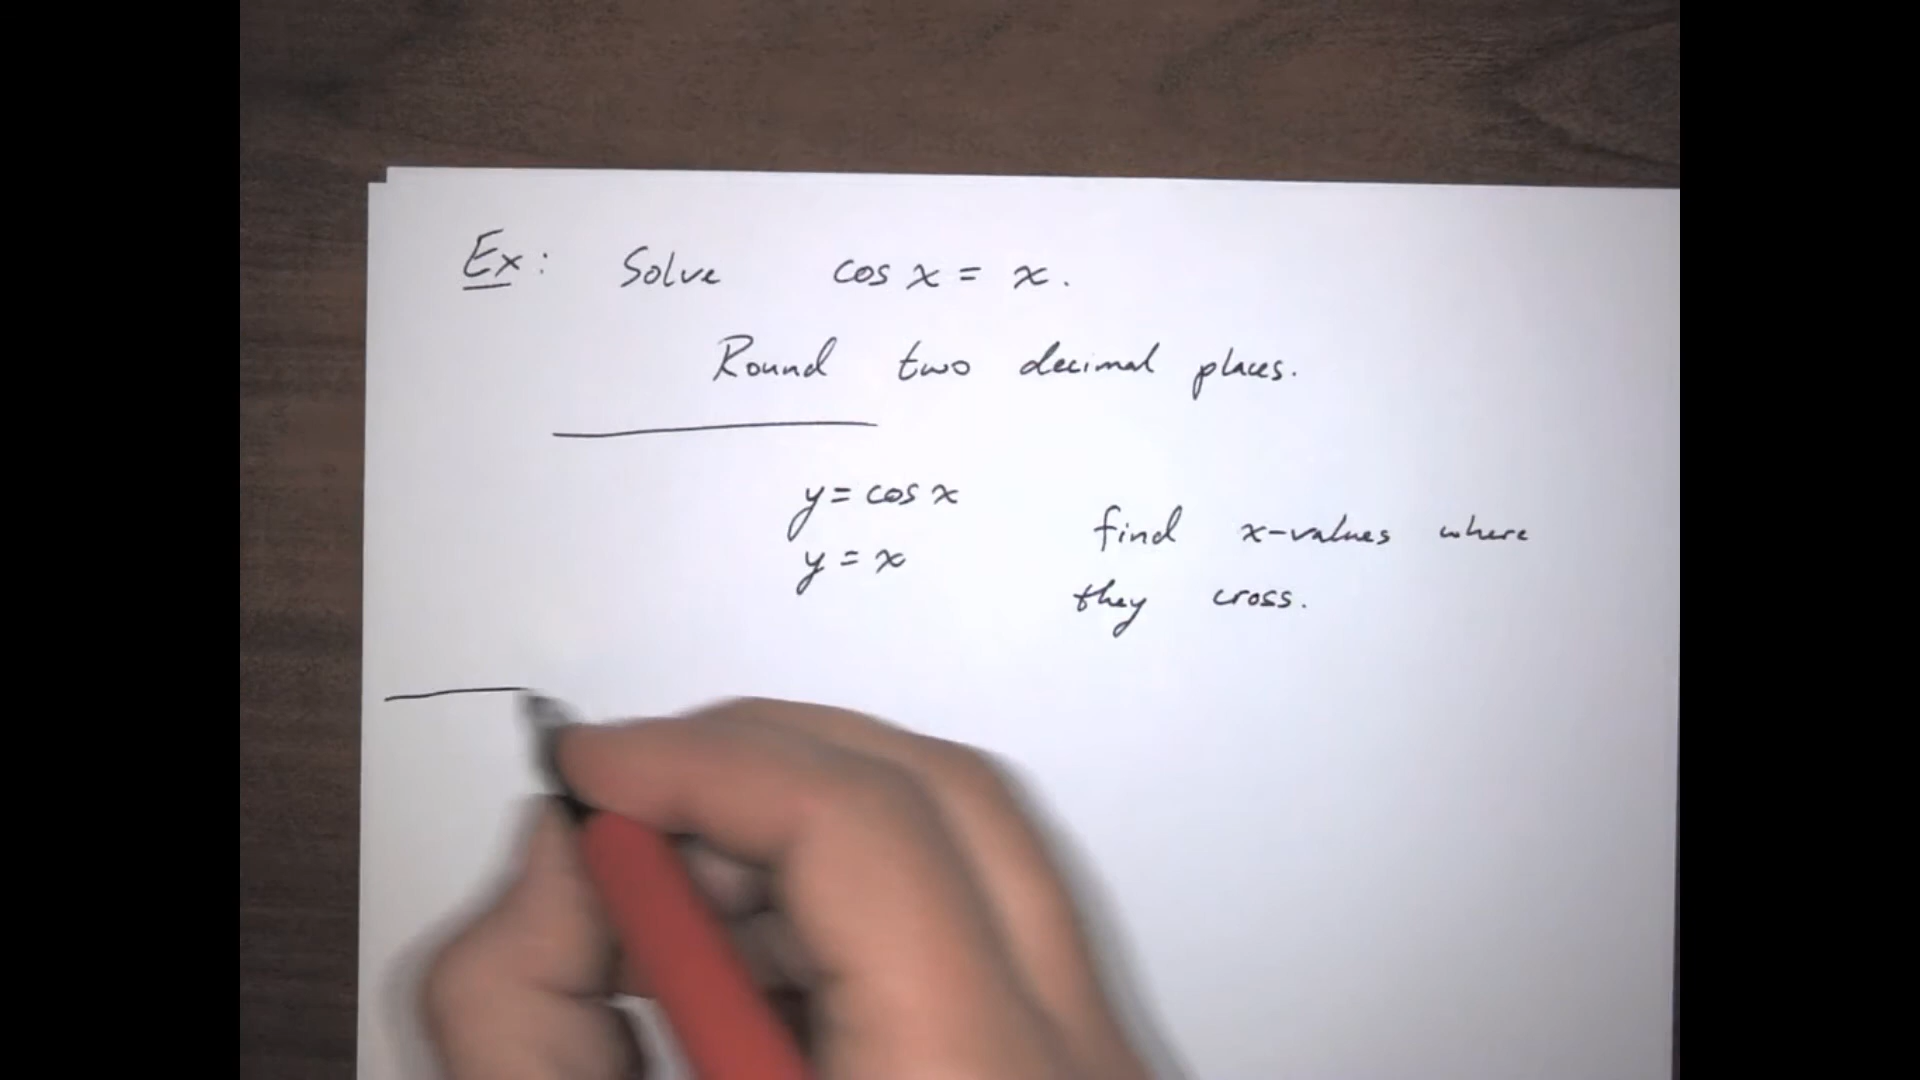 Ex: Solve cos x = x.
Round two decimal places.
y = cos x
y = x
find x-values where
they cross.